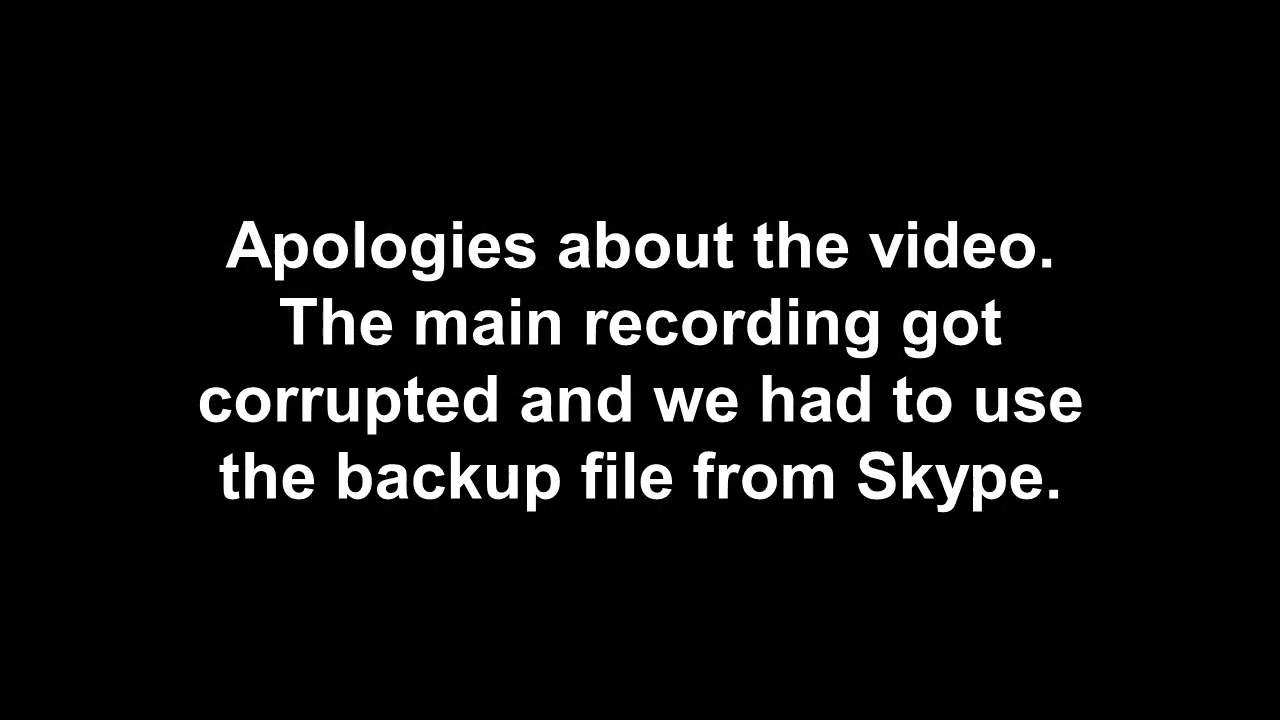 Apologies about the video.
The main recording got
corrupted and we had to use
the backup file from Skype.